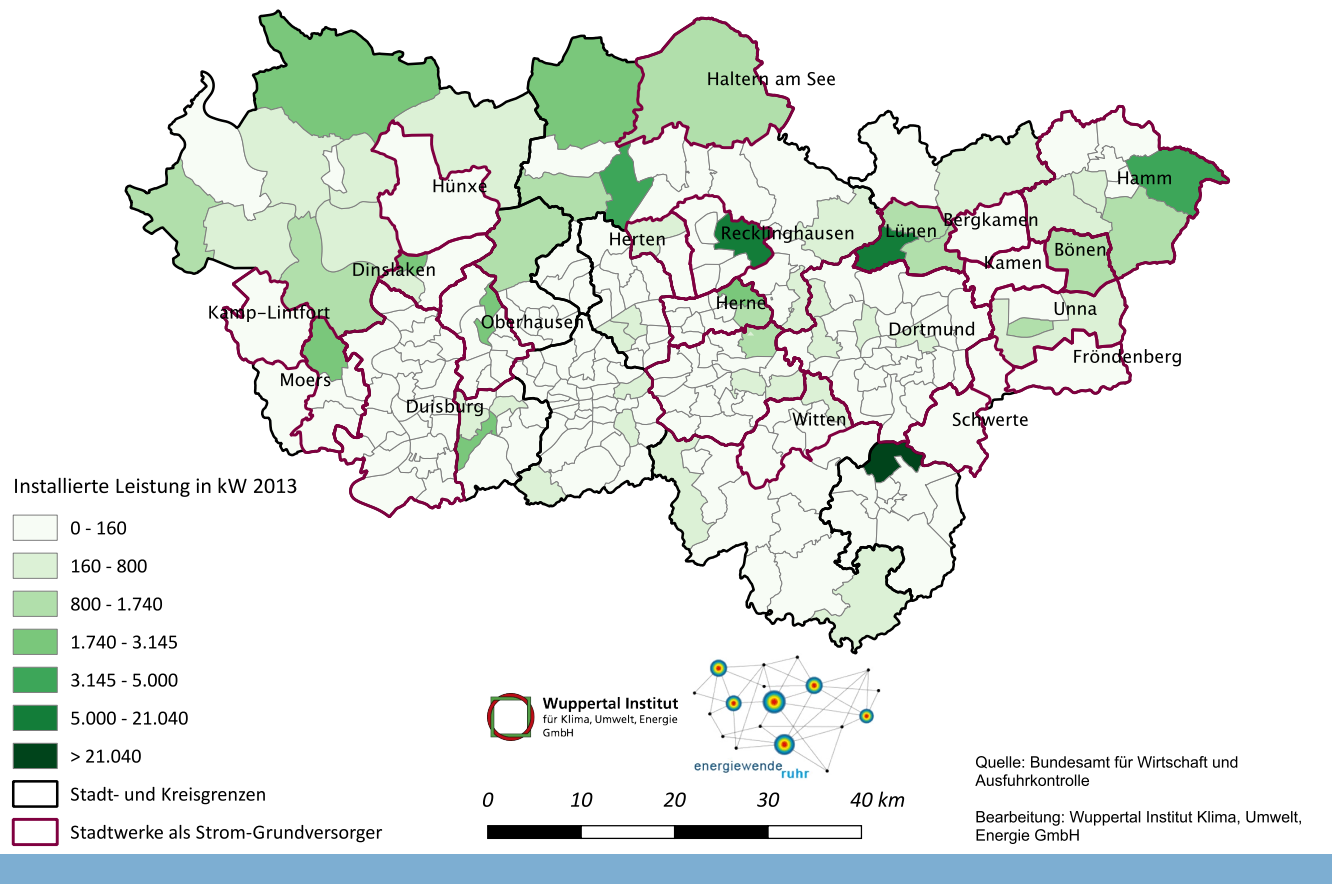 Haltern am See
Hünxe
Hamm
Herten
Recklinghausen
Lünen
Bergkamen
Bönen
Kamen
Dinslaken
Kamp-Lintfort
Herne
Unna
Oberhausen
Dortmund
Fröndenberg
Moers
Duisburg
Witten
Schwerte
Installierte Leistung in kW 2013
0 - 160
160 - 800
800 - 1.740
1.740 - 3.145
3.145 - 5.000
5.000 - 21.040
> 21.040
Stadt- und Kreisgrenzen
Stadtwerke als Strom-Grundversorger
Wuppertal Institut
für Klima, Umwelt, Energie
GmbH
energiewende
ruhr
0 10 20 30 40 km
Quelle: Bundesamt für Wirtschaft und
Ausfuhrkontrolle
Bearbeitung: Wuppertal Institut Klima, Umwelt,
Energie GmbH